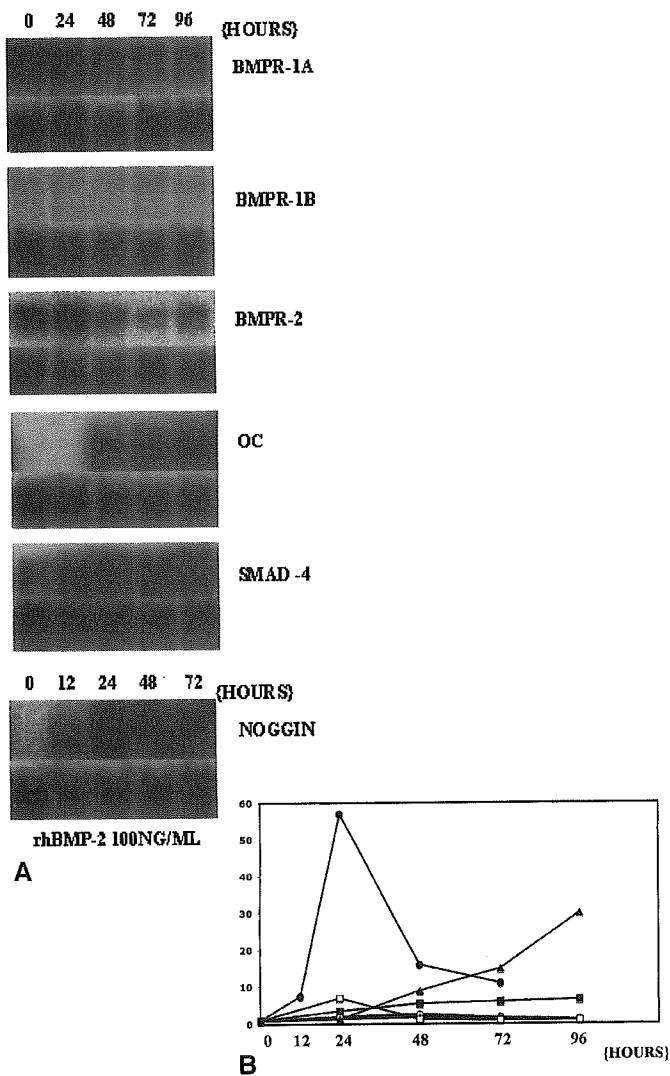 0 24 48 72 96 {HOURS}
BMPR-1A
BMPR-1B
BMPR-2
OC
SMAD -4
0 12 24 48 72 {HOURS}
NOGGIN
rhBMP-2 100NG/ML
A
60
50
40
30
20
10
0
0 12 24 48 72 96 {HOURS}
B